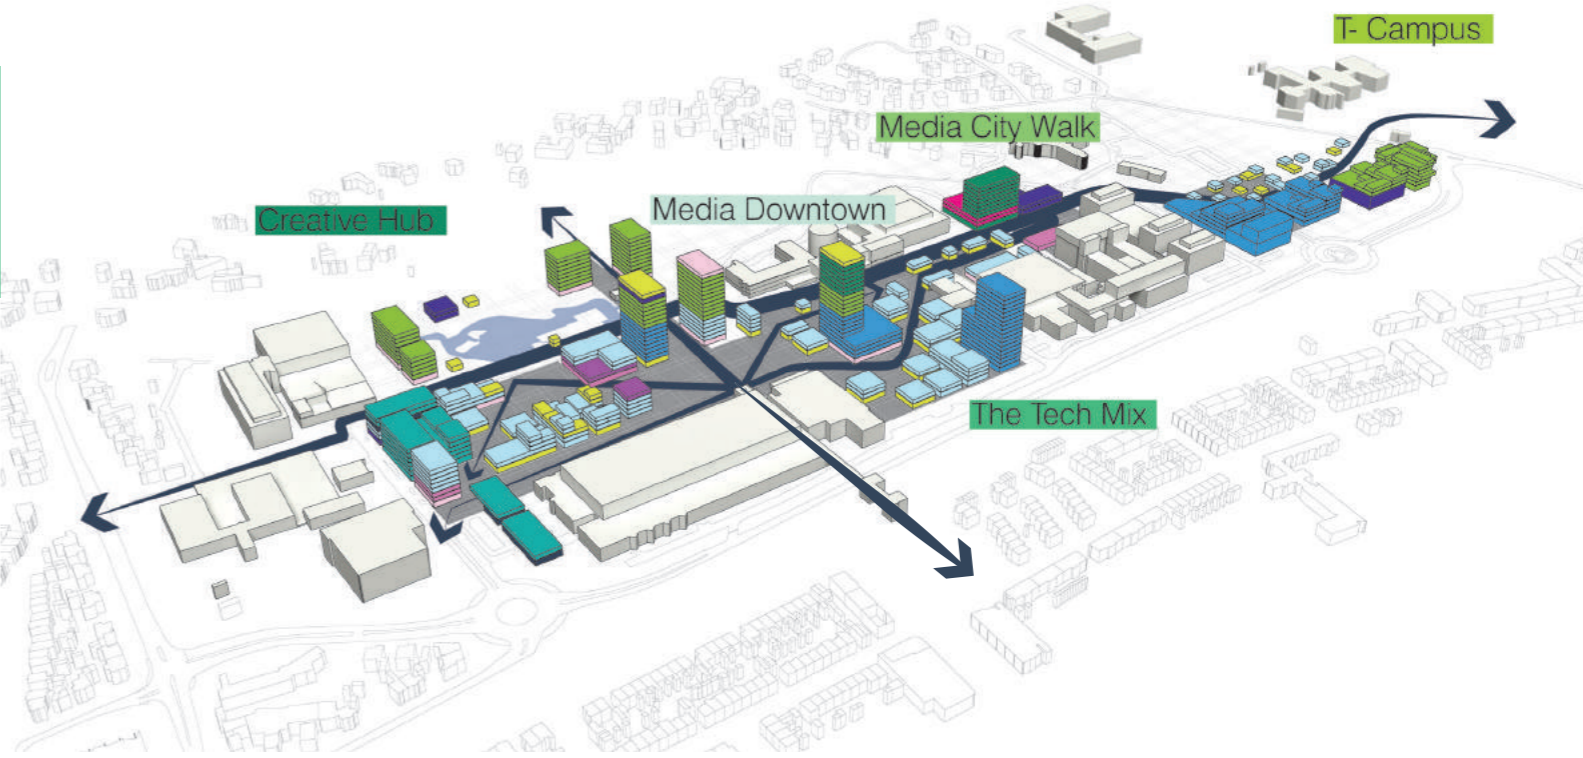 T- Campus
Media City Walk
Media Downtown
Creative Hub
The Tech Mix